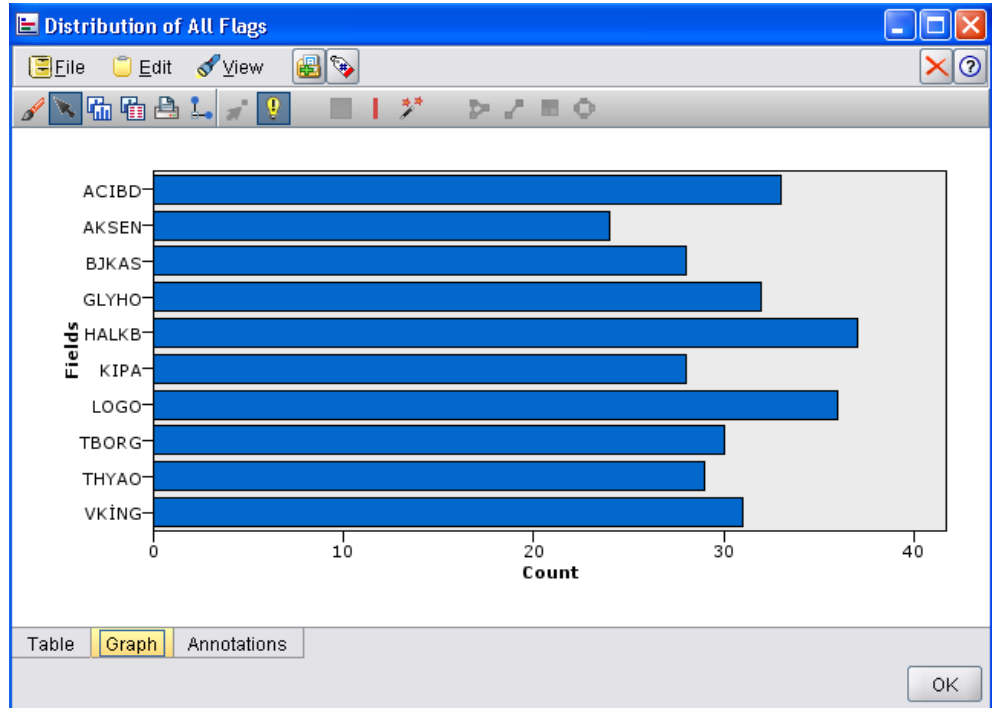 Distribution of All Flags
File Edit View
ACIBD
AKSEN
BJKAS
GLYHO
HALKB
KIPA
LOGO
TBORG
THYAO
VKİNG
Fields
0 10 20 30 40
Count
Table Graph Annotations
OK